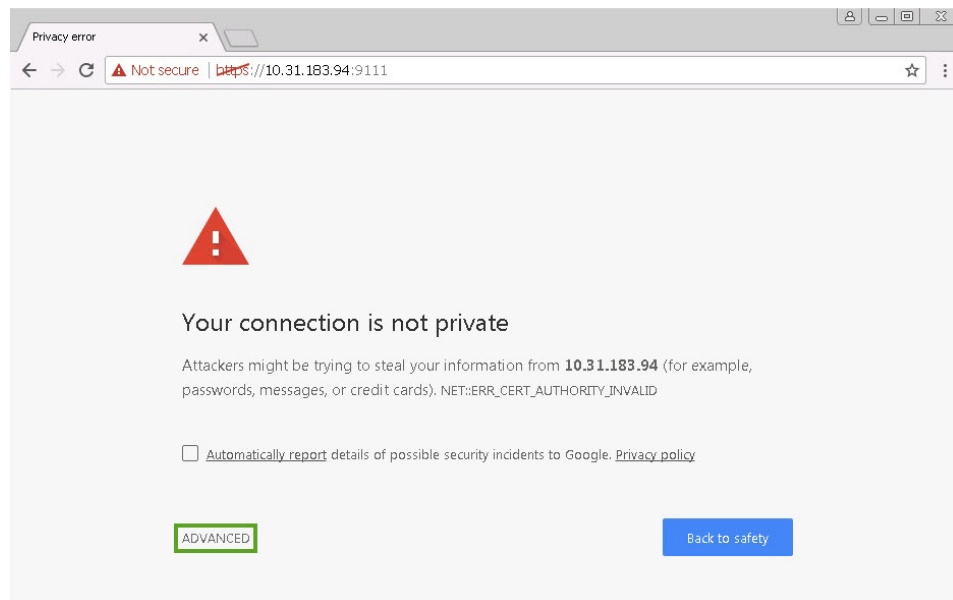 Privacy error
Not secure | https://10.31.183.94:9111
Your connection is not private
Attackers might be trying to steal your information from 10.31.183.94 (for example,
passwords, messages, or credit cards). NET::ERR_CERT_AUTHORITY_INVALID
Automatically report details of possible security incidents to Google. Privacy policy
ADVANCED
Back to safety